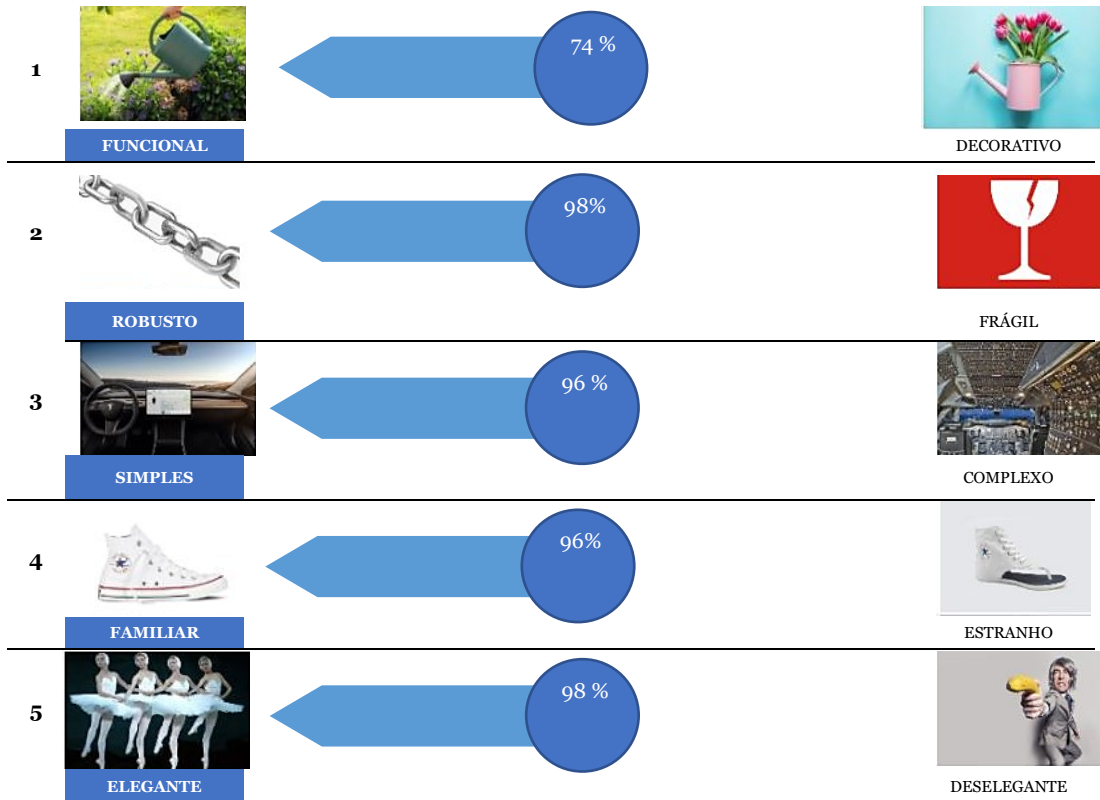 1
74 %
FUNCIONAL
DECORATIVO
2
98%
ROBUSTO
FRÁGIL
3
96 %
SIMPLES
COMPLEXO
4
96%
FAMILIAR
ESTRANHO
5
98 %
ELEGANTE
DESELEGANTE